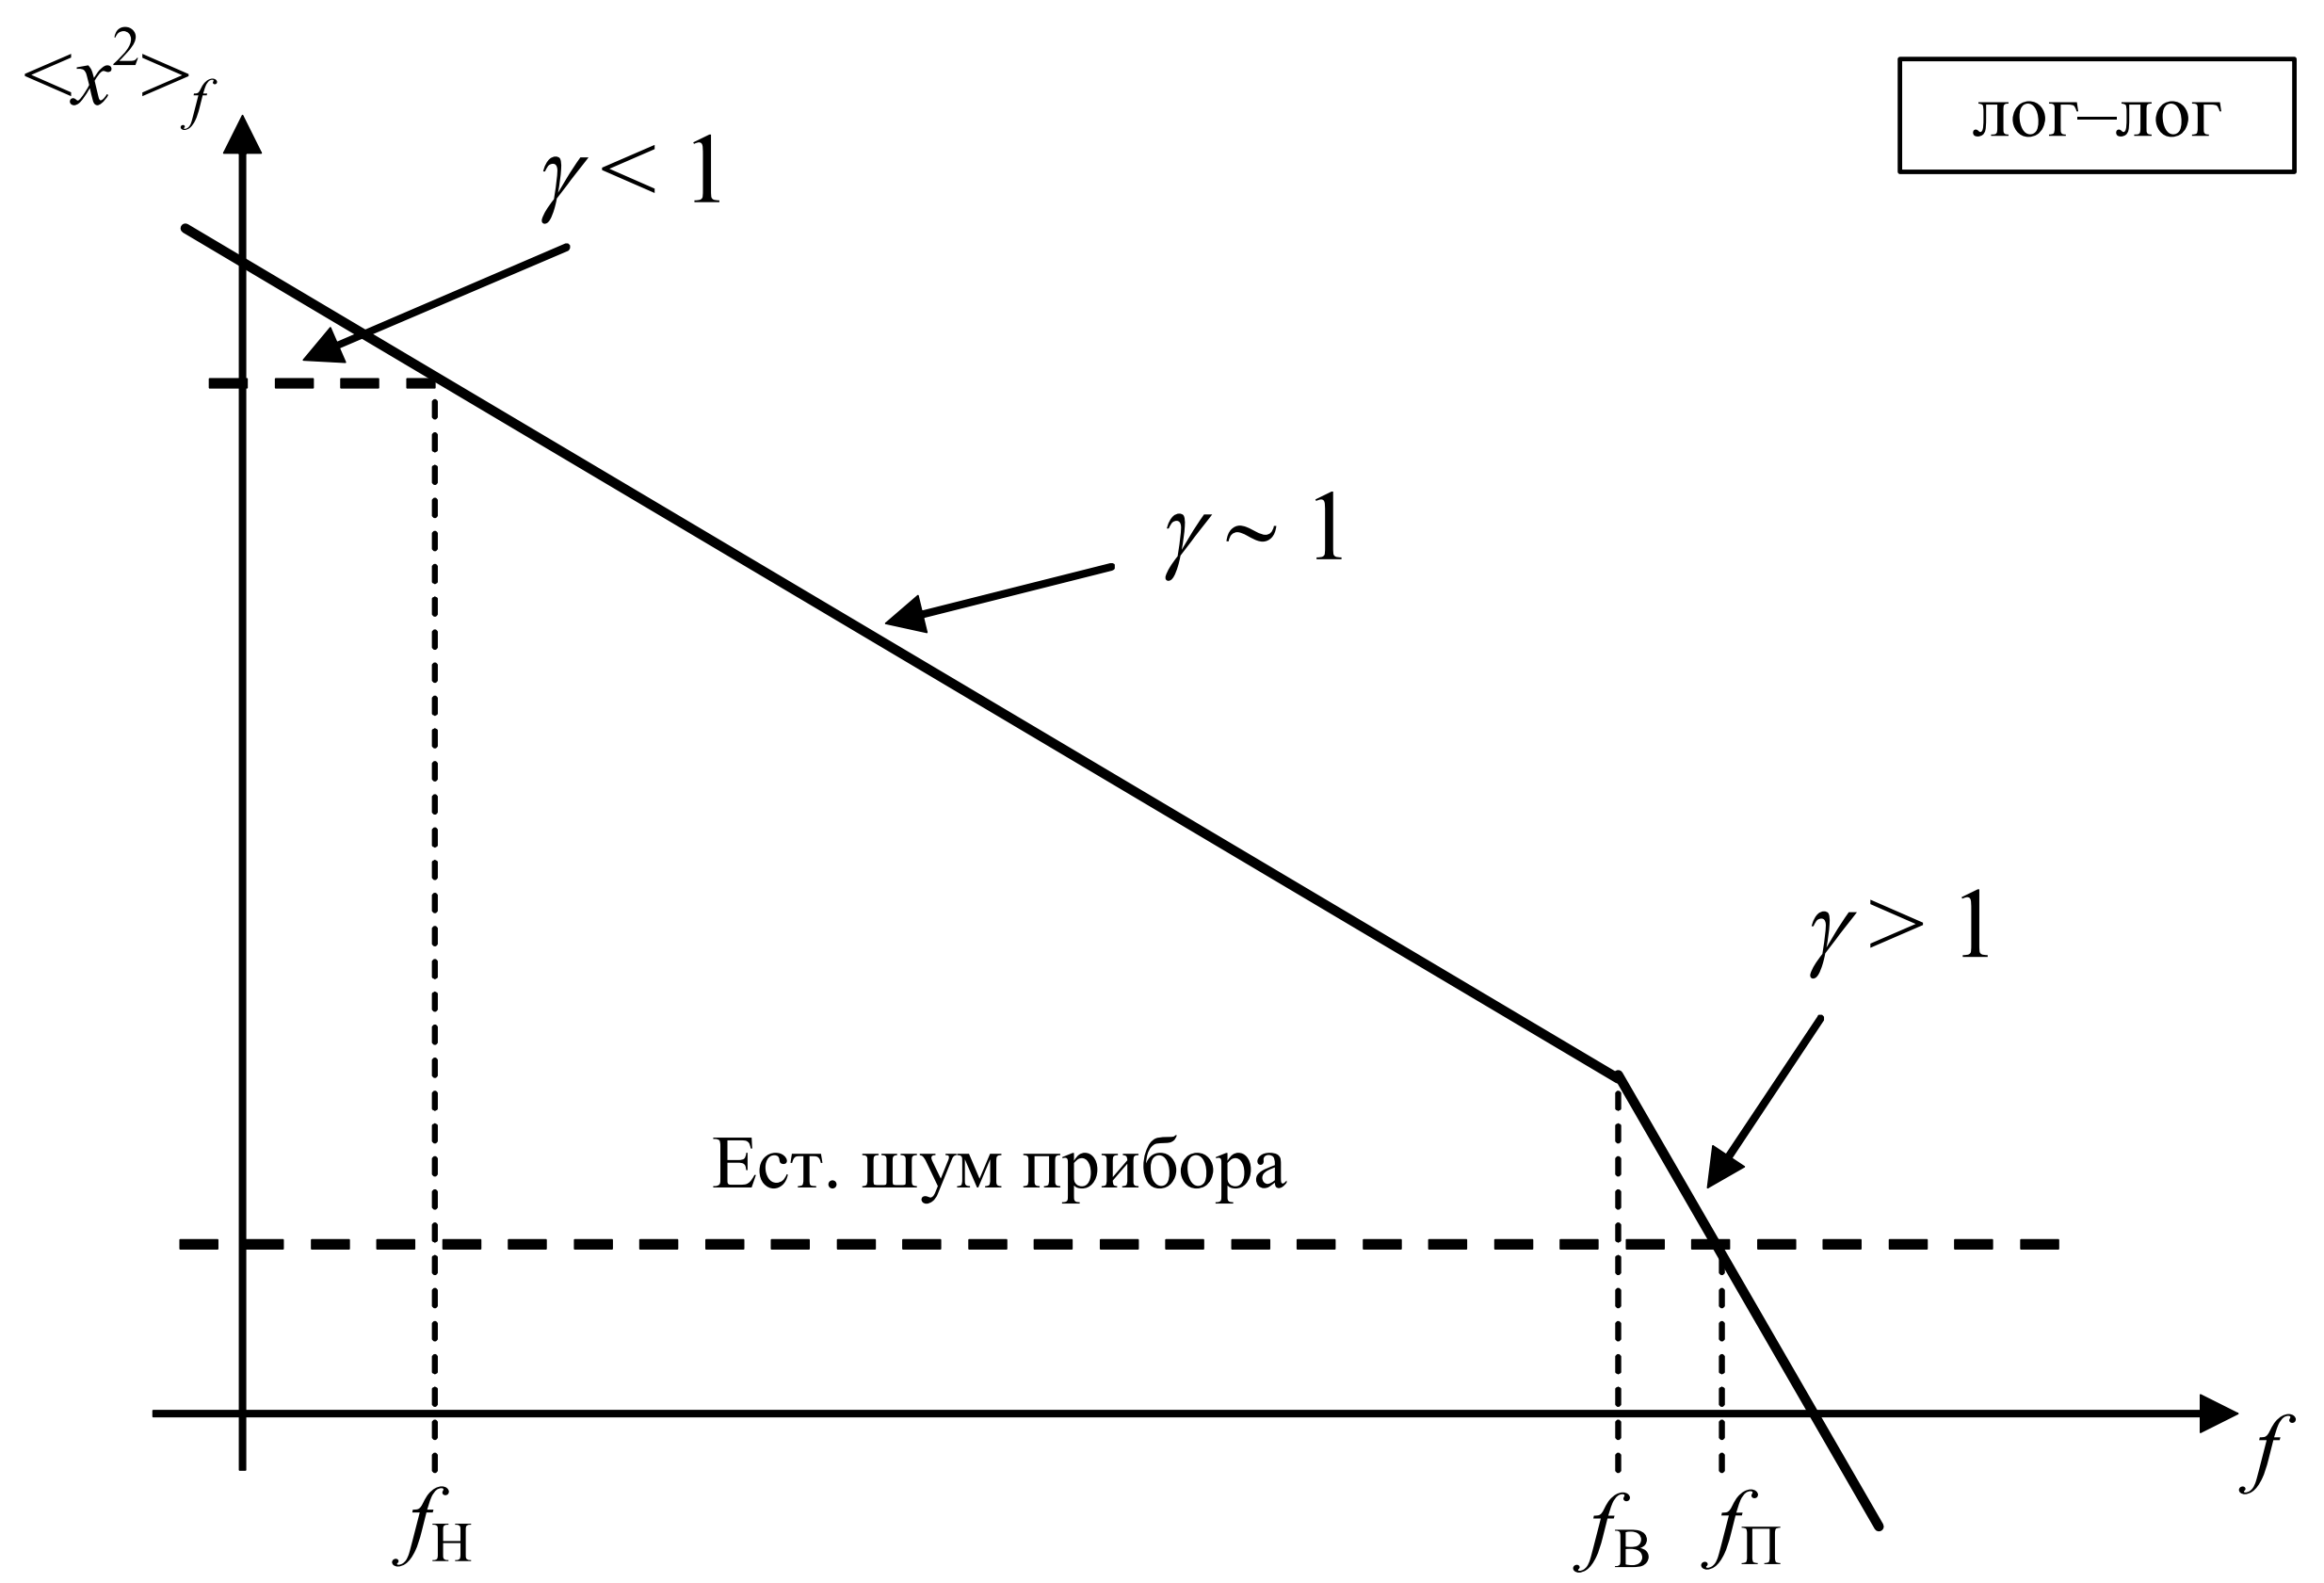 <x²>f
лог–лог
γ < 1
γ ~ 1
γ > 1
Ест. шум прибора
f
fН
fВ
fП